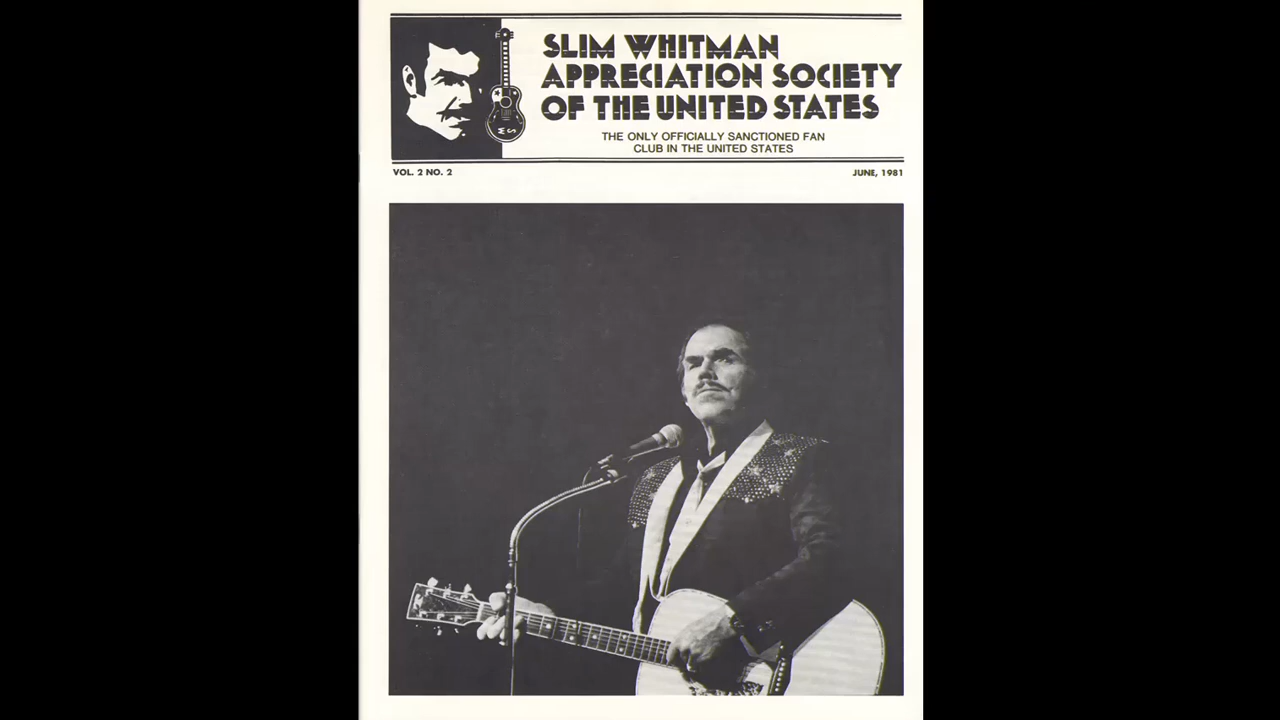 SLIM WHITMAN
APPRECIATION SOCIETY
OF THE UNITED STATES
THE ONLY OFFICIALLY SANCTIONED FAN
CLUB IN THE UNITED STATES
VOL. 2 NO. 2
JUNE, 1981